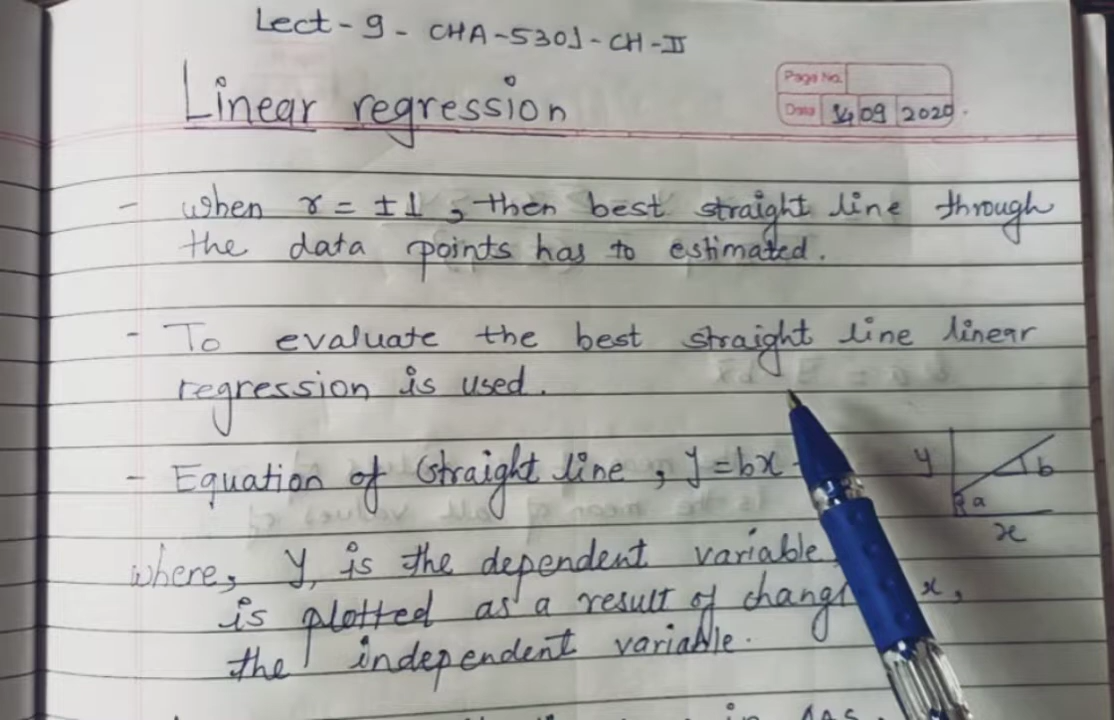 Lect - 9 - CHA-5301-CH-II
Linear regression
Page No.
Date 14 09 2020
- when r = ±1, then best straight line through
the data points has to estimated.
- To evaluate the best straight line linear
regression is used.
- Equation of straight line, y = bx
y b
a
x
where, y, is the dependent variable
is plotted as a result of x,
the independent variable.